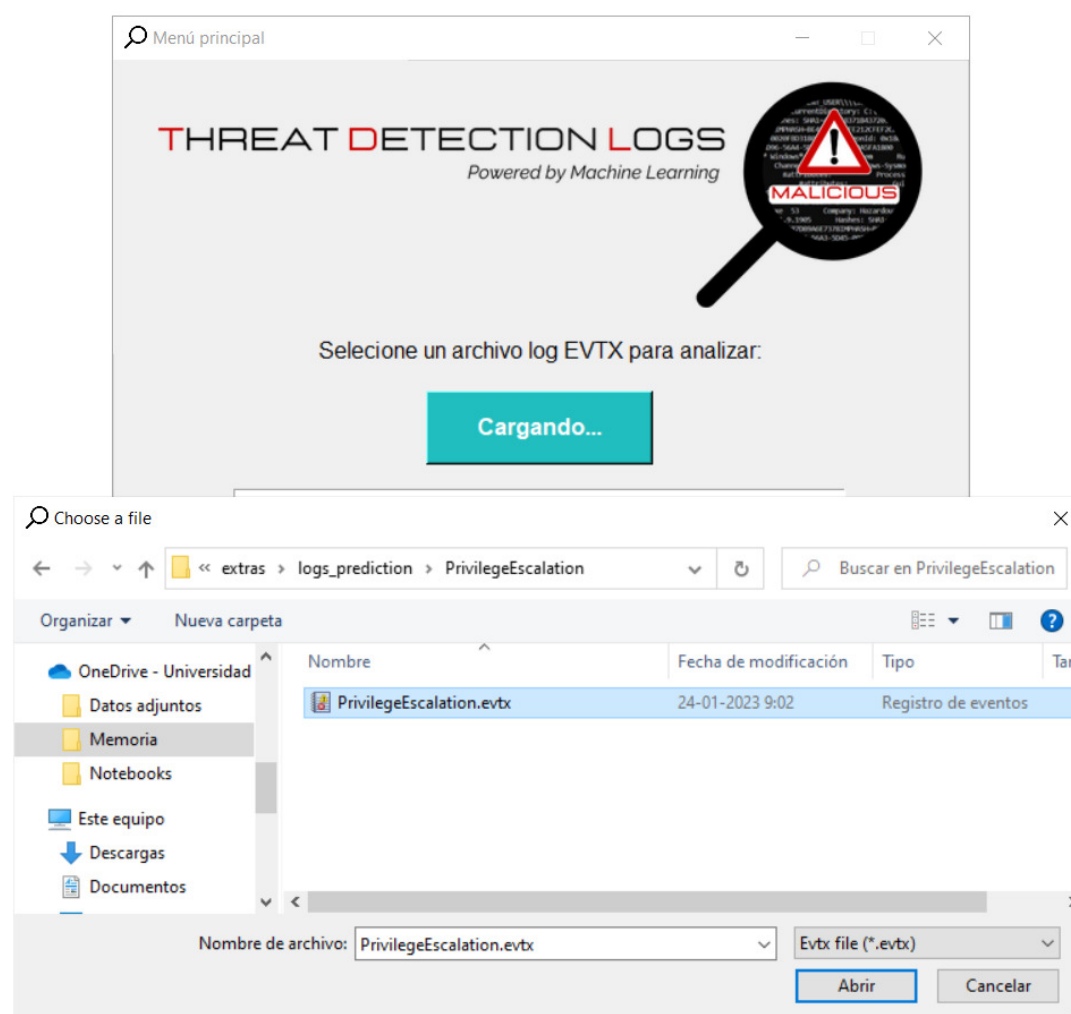 Menú principal
THREAT DETECTION LOGS
Powered by Machine Learning
MALICIOUS
Selecione un archivo log EVTX para analizar:
Cargando...
Choose a file
« extras › logs_prediction › PrivilegeEscalation
Buscar en PrivilegeEscalation
Organizar
Nueva carpeta
?
OneDrive - Universidad
Datos adjuntos
Memoria
Notebooks
Este equipo
Descargas
Documentos
Nombre Fecha de modificación Tipo
PrivilegeEscalation.evtx 24-01-2023 9:02 Registro de eventos
Nombre de archivo: PrivilegeEscalation.evtx Evtx file (*.evtx)
Abrir Cancelar